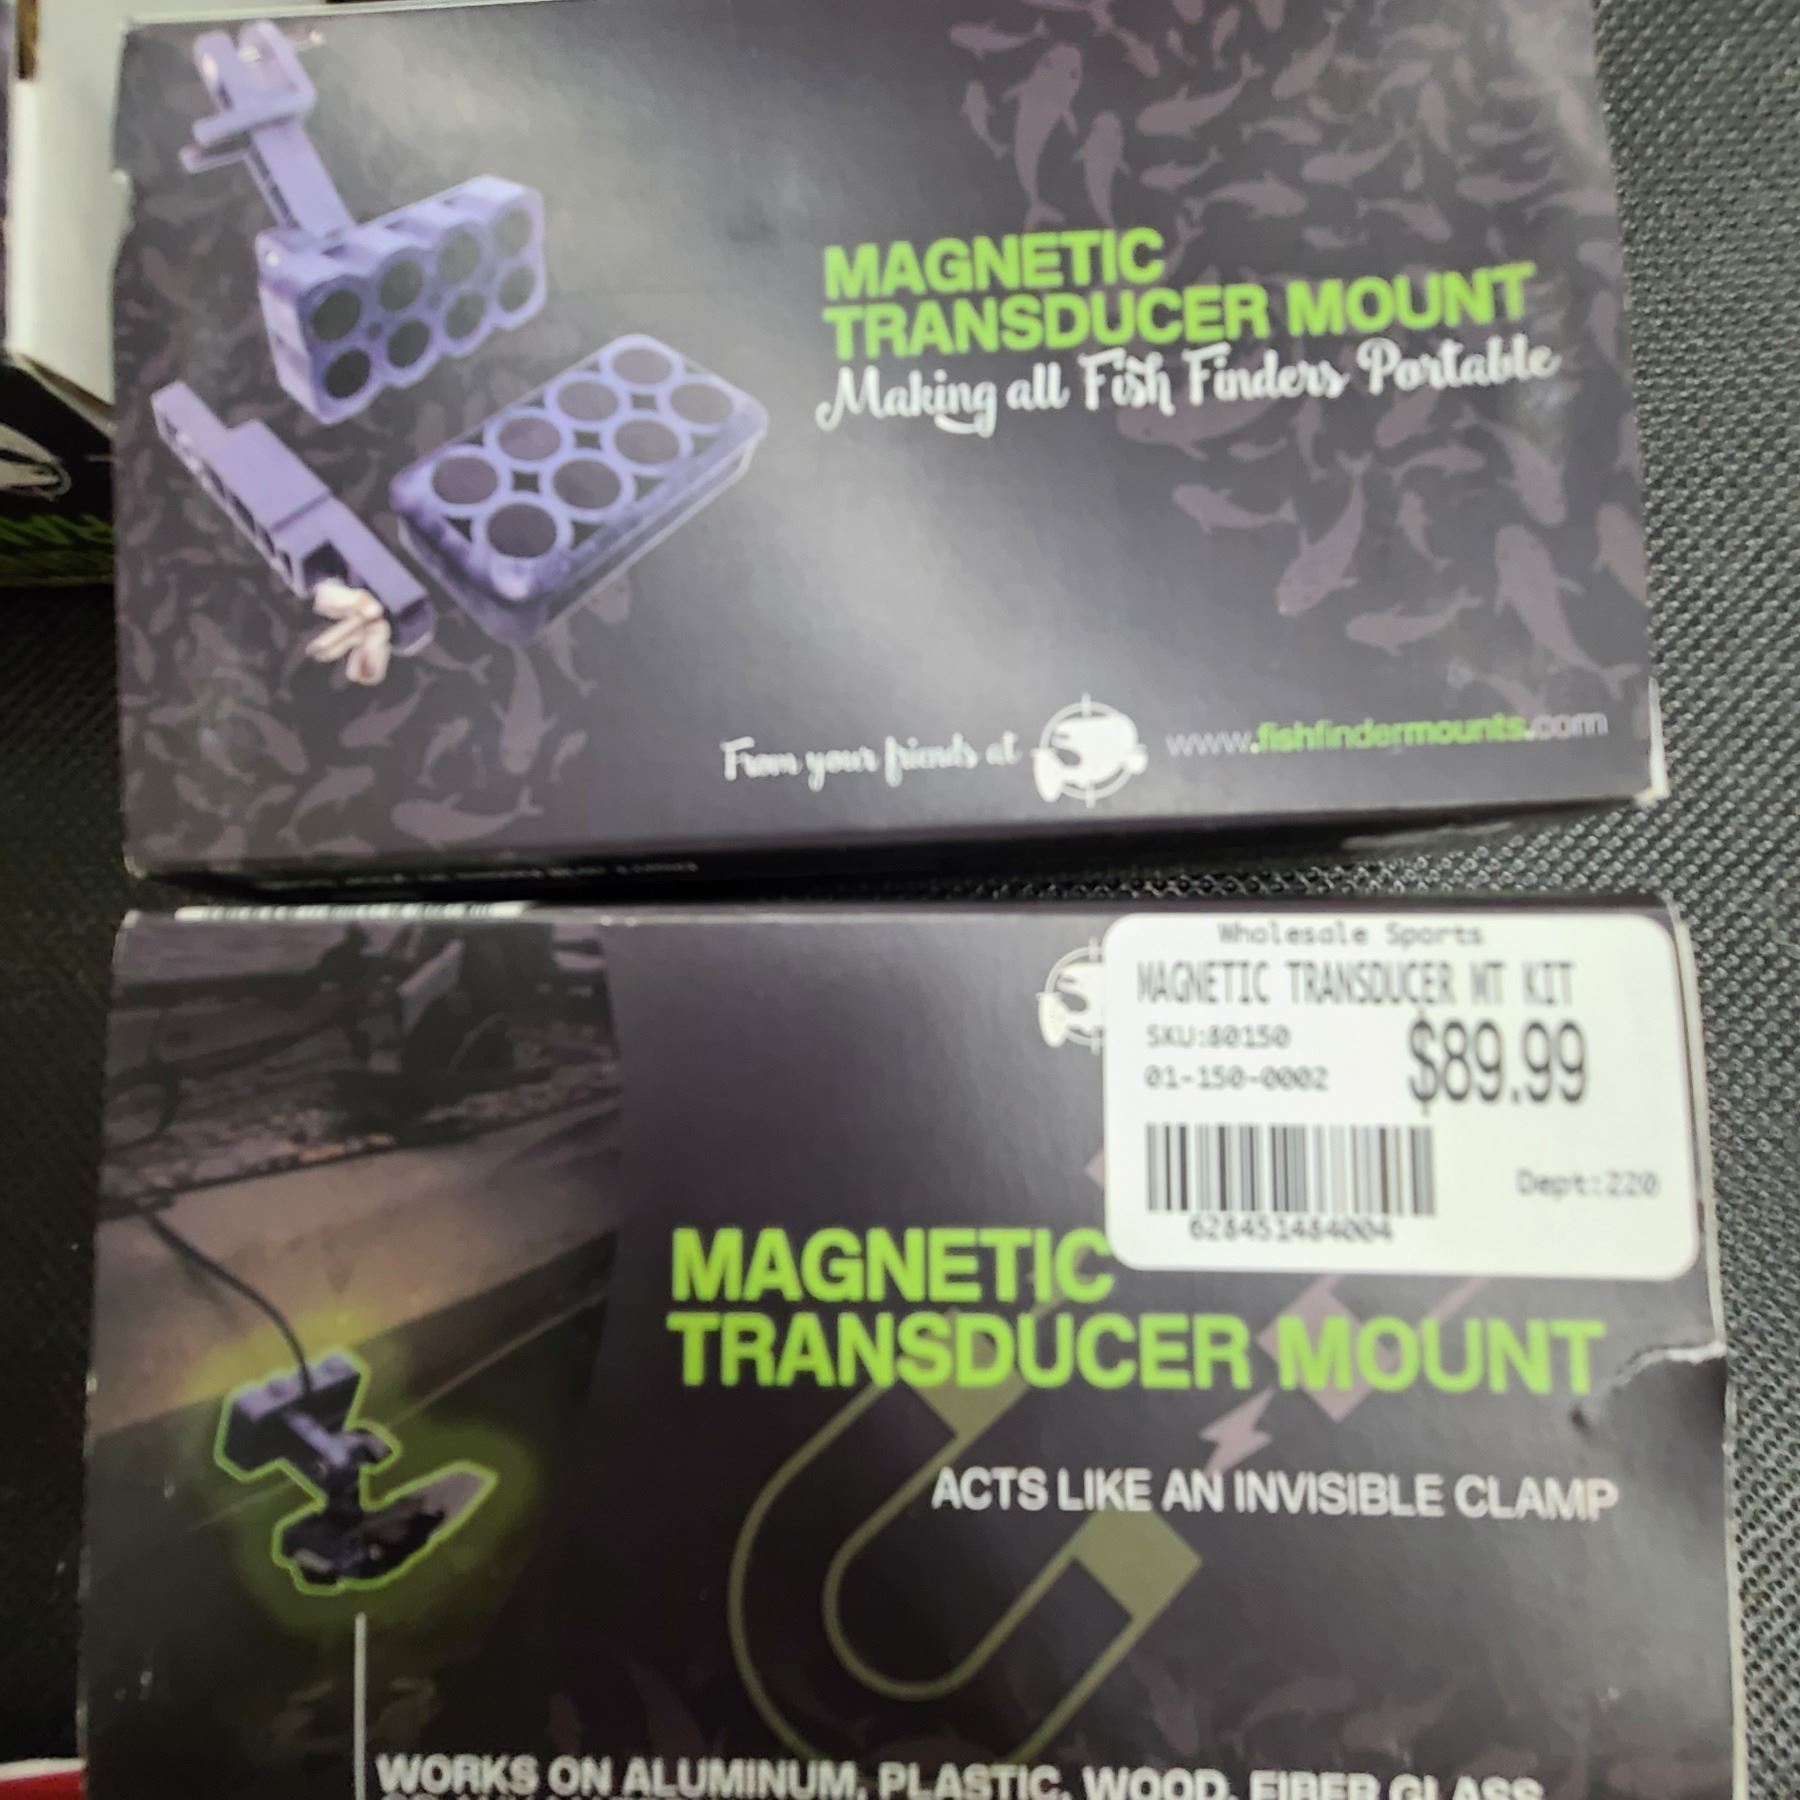 MAGNETIC
TRANSDUCER MOUNT
Making all Fish Finders Portable
From your friends at www.fishfindermounts.com
Wholesale Sports
MAGNETIC TRANSDUCER MT KIT
SKU:80150
$89.99
01-150-0002
Dept:220
628451484004
MAGNETIC
TRANSDUCER MOUNT
ACTS LIKE AN INVISIBLE CLAMP
WORKS ON ALUMINUM, PLASTIC, WOOD, FIBER GLASS